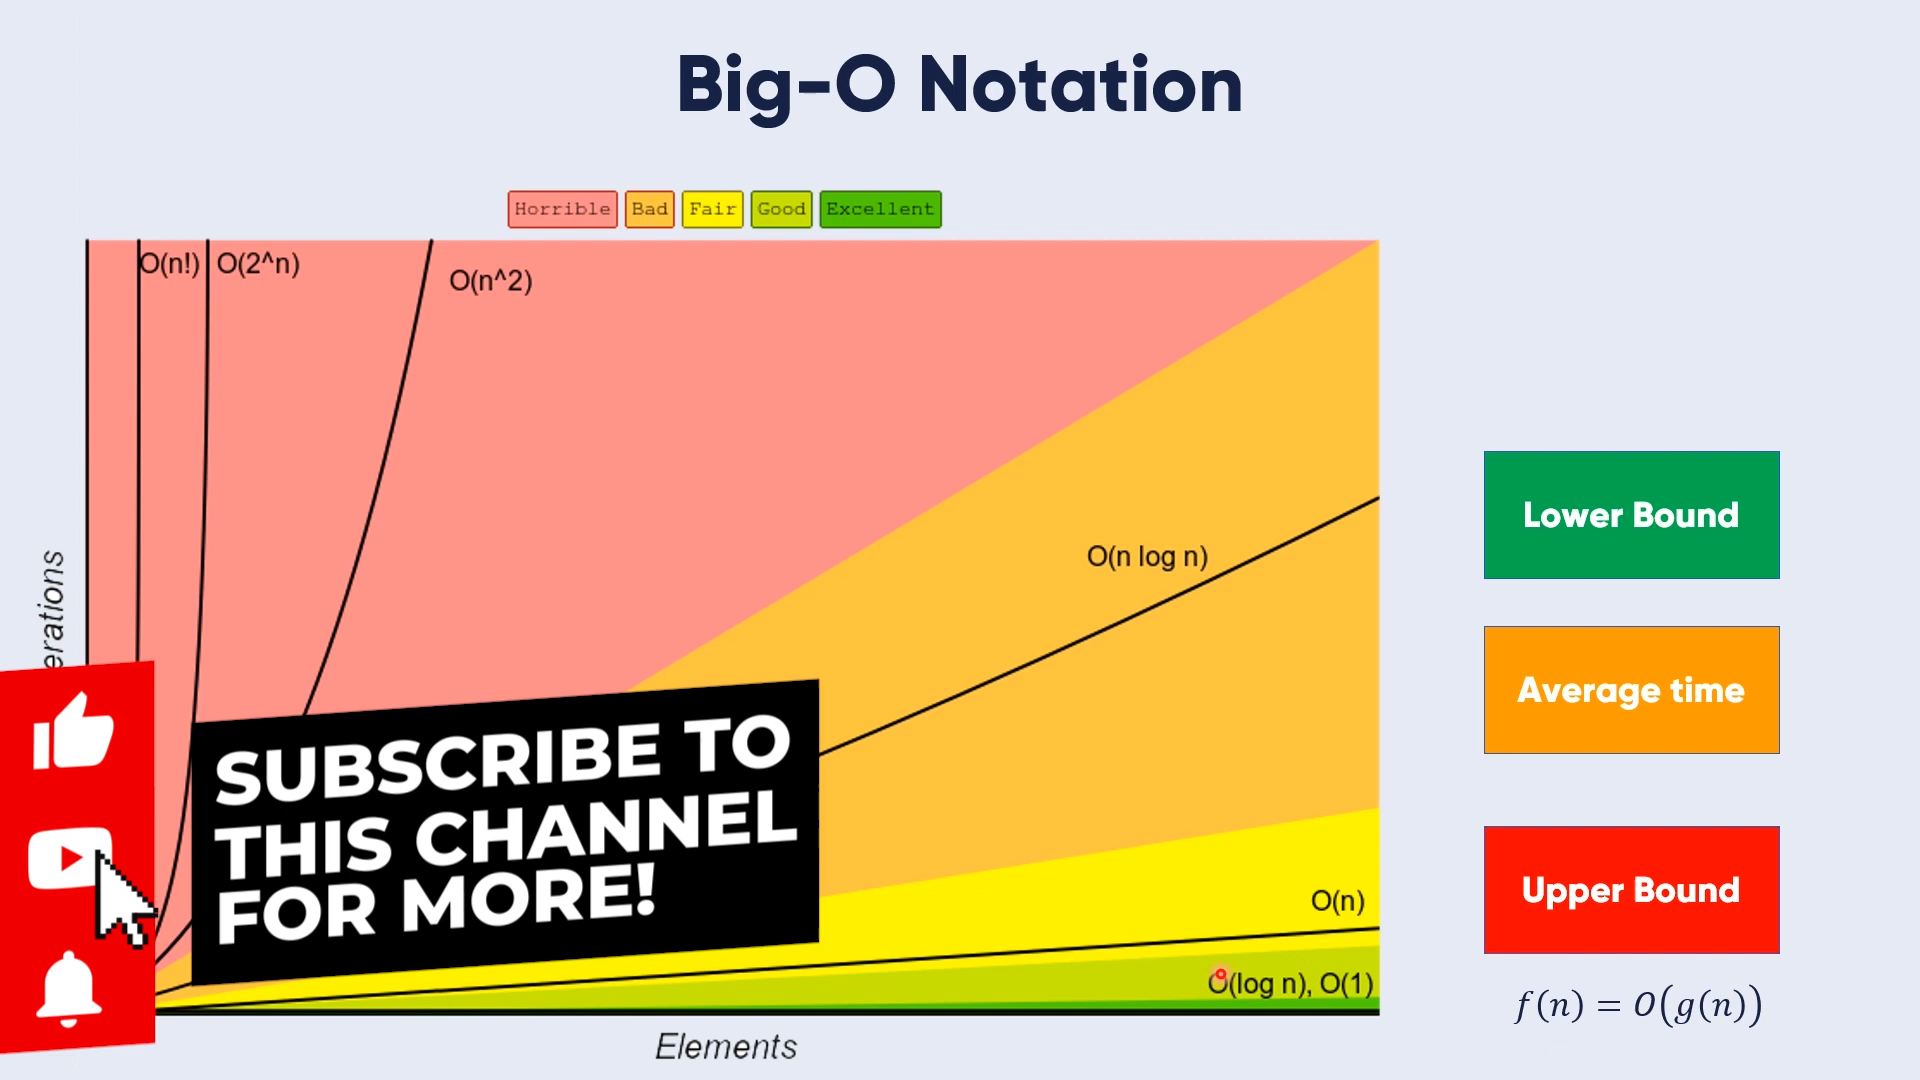 Big-O Notation
Horrible Bad Fair Good Excellent
O(n!) O(2^n)
O(n^2)
O(n log n)
O(n)
O(log n), O(1)
Elements
SUBSCRIBE TO
THIS CHANNEL
FOR MORE!
Lower Bound
Average time
Upper Bound
f(n) = O(g(n))